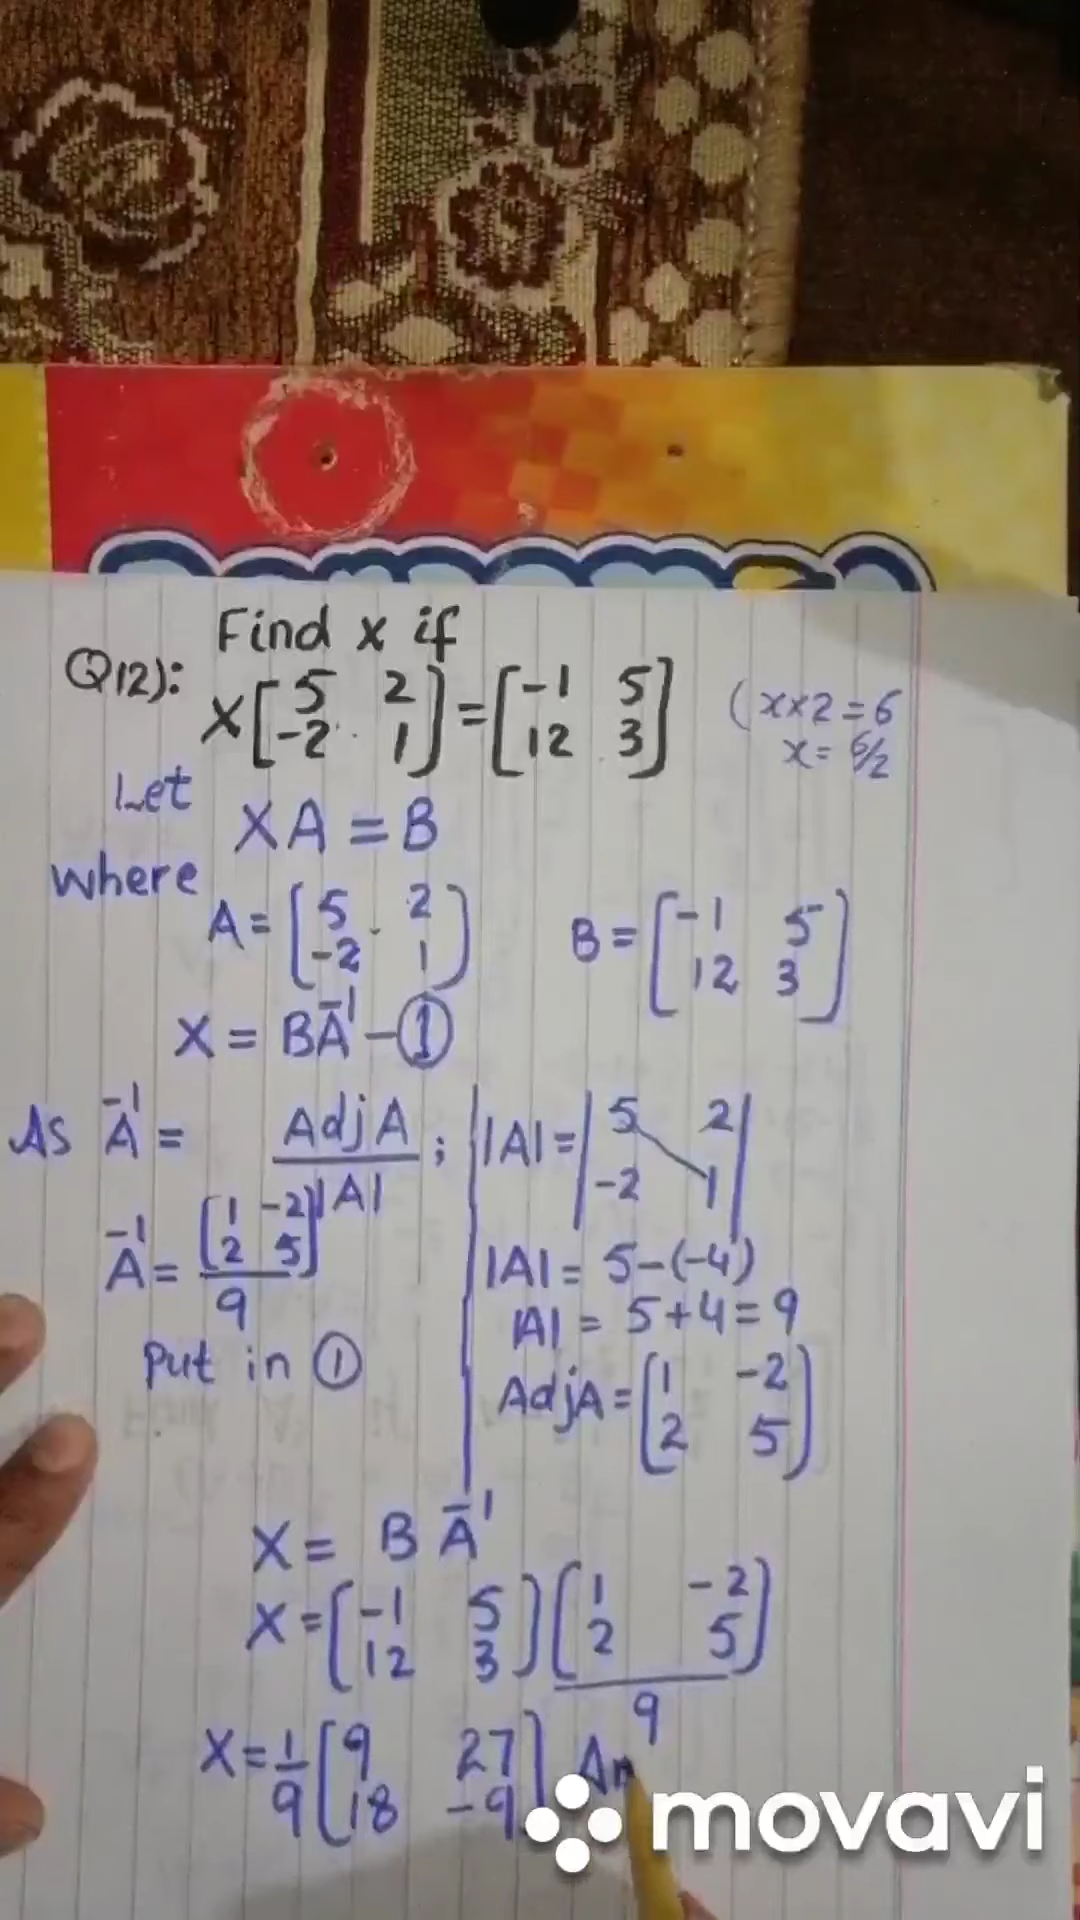 Find x if
Q12): X[5 2 -2 1] = [-1 5 12 3]
(x×2=6
x=6/2
Let
XA = B
where
A = [5 2 -2 1] B = [-1 5 12 3]
X = BA⁻¹ - ①
As A⁻¹ = AdjA / |A| ;
A⁻¹ = [1 -2 2 5] / 9
Put in ①
|A| = |5 2 -2 1|
|A| = 5-(-4)
|A| = 5+4=9
AdjA = [1 -2 2 5]
X = B A⁻¹
X = [-1 5 12 3] [1 -2 2 5] / 9
X = 1/9 [9 27 18 -9] An
movavi